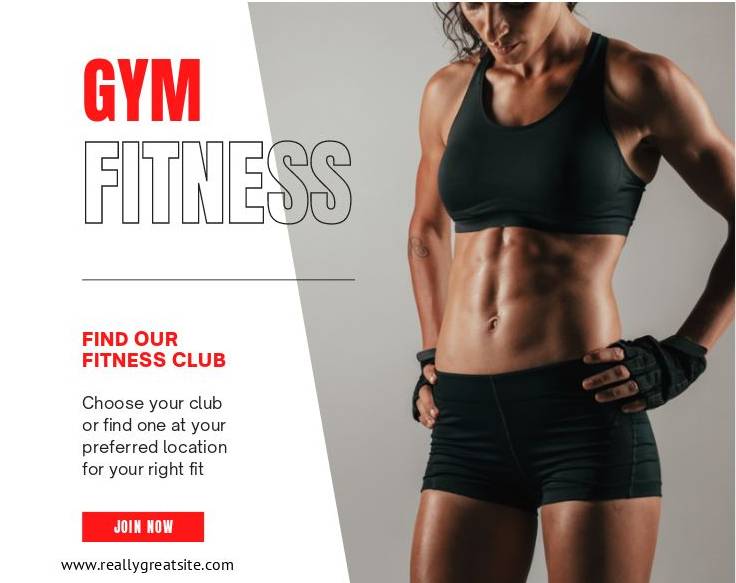 GYM
FITNESS
FIND OUR
FITNESS CLUB
Choose your club
or find one at your
preferred location
for your right fit
JOIN NOW
www.reallygreatsite.com